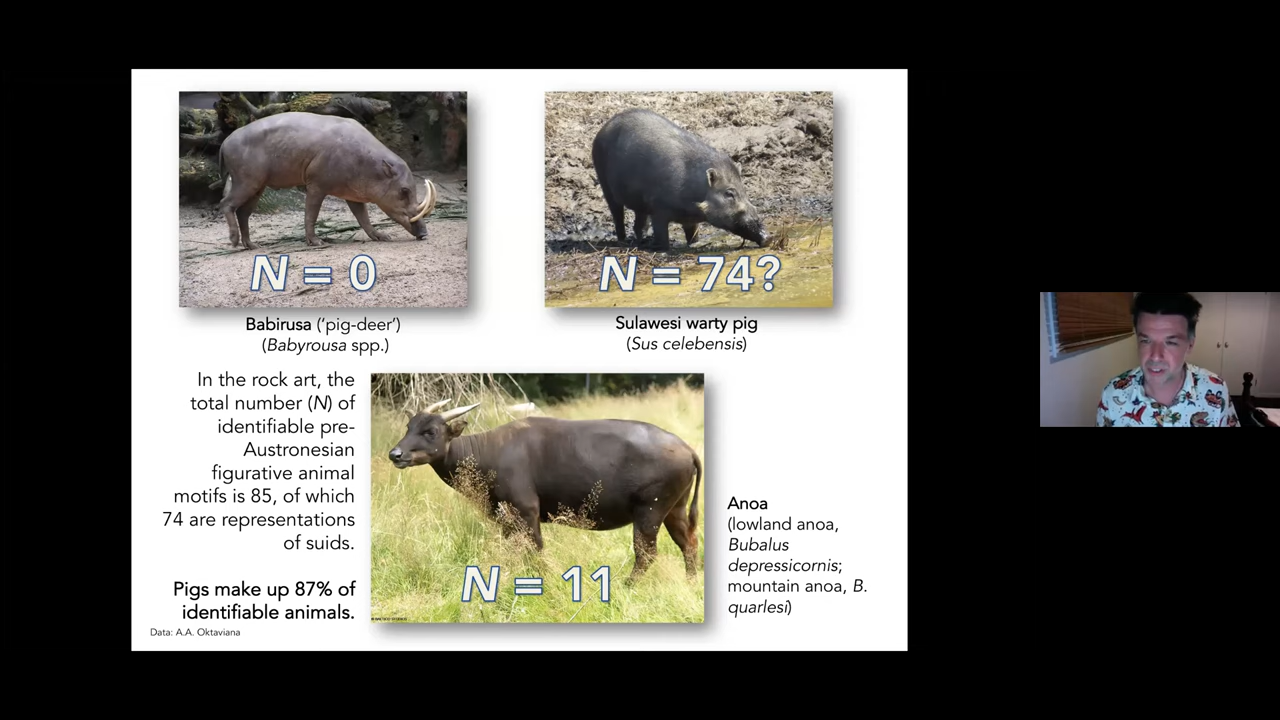 N = 0
N = 74?
Babirusa (‘pig-deer’)
(Babyrousa spp.)
Sulawesi warty pig
(Sus celebensis)
In the rock art, the
total number (N) of
identifiable pre-
Austronesian
figurative animal
motifs is 85, of which
74 are representations
of suids.
Pigs make up 87% of
identifiable animals.
Data: A.A. Oktaviana
N = 11
Anoa
(lowland anoa,
Bubalus
depressicornis;
mountain anoa, B.
quarlesi)